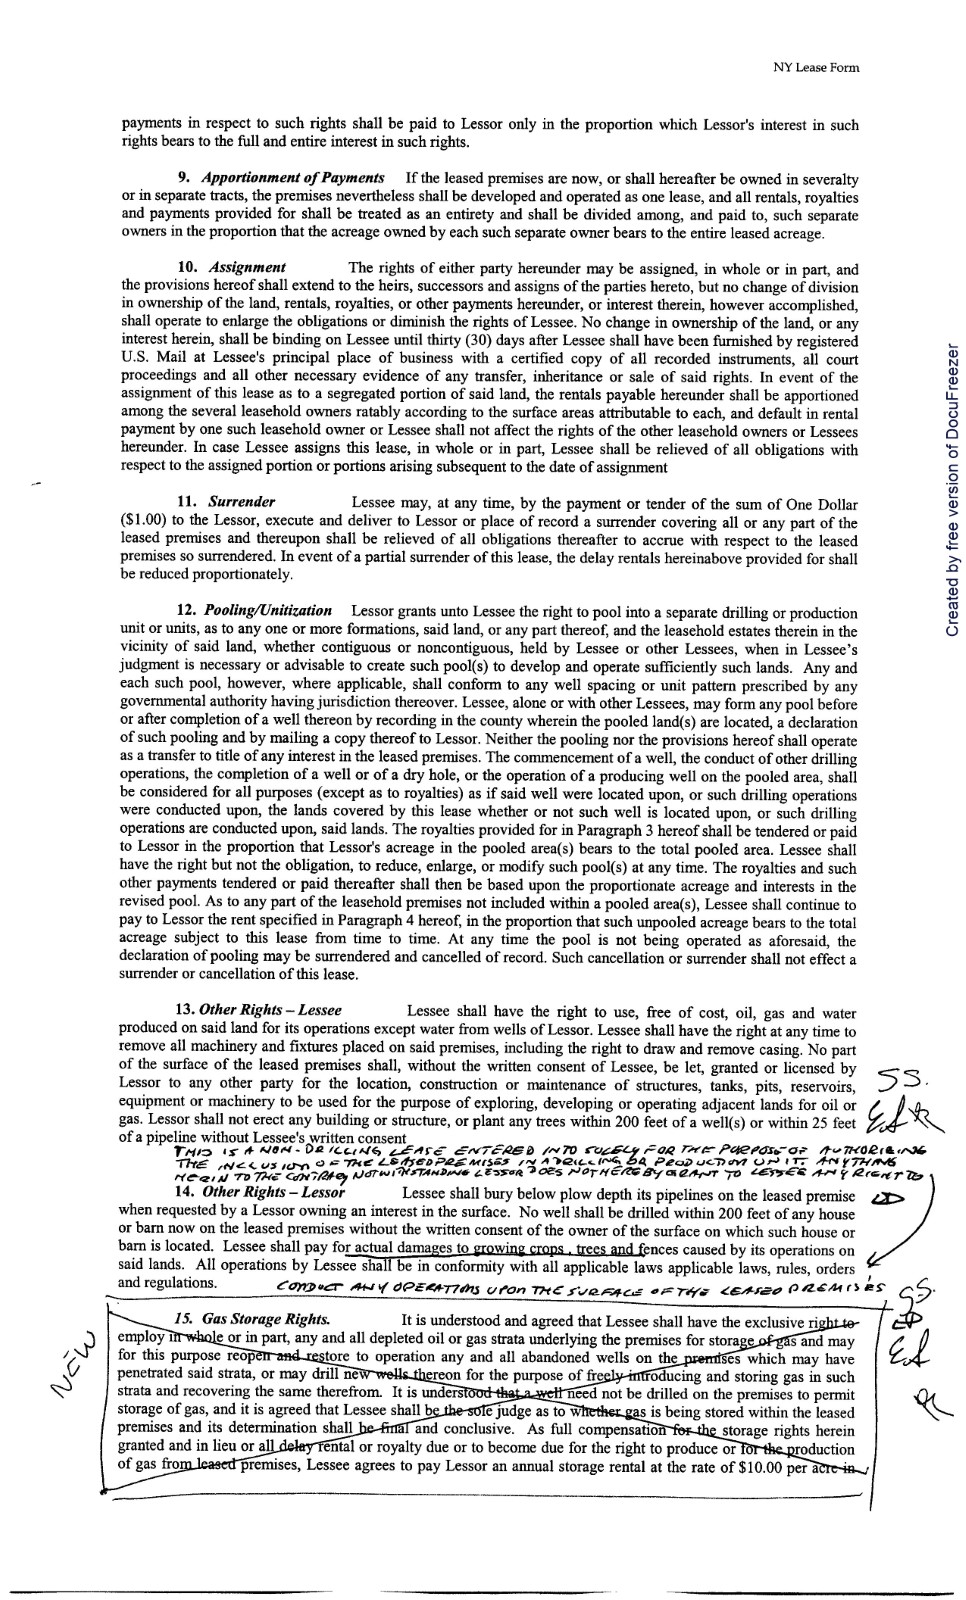 NY Lease Form
payments in respect to such rights shall be paid to Lessor only in the proportion which Lessor's interest in such
rights bears to the full and entire interest in such rights.
9. Apportionment of Payments If the leased premises are now, or shall hereafter be owned in severalty
or in separate tracts, the premises nevertheless shall be developed and operated as one lease, and all rentals, royalties
and payments provided for shall be treated as an entirety and shall be divided among, and paid to, such separate
owners in the proportion that the acreage owned by each such separate owner bears to the entire leased acreage.
10. Assignment The rights of either party hereunder may be assigned, in whole or in part, and
the provisions hereof shall extend to the heirs, successors and assigns of the parties hereto, but no change of division
in ownership of the land, rentals, royalties, or other payments hereunder, or interest therein, however accomplished,
shall operate to enlarge the obligations or diminish the rights of Lessee. No change in ownership of the land, or any
interest herein, shall be binding on Lessee until thirty (30) days after Lessee shall have been furnished by registered
U.S. Mail at Lessee's principal place of business with a certified copy of all recorded instruments, all court
proceedings and all other necessary evidence of any transfer, inheritance or sale of said rights. In event of the
assignment of this lease as to a segregated portion of said land, the rentals payable hereunder shall be apportioned
among the several leasehold owners ratably according to the surface areas attributable to each, and default in rental
payment by one such leasehold owner or Lessee shall not affect the rights of the other leasehold owners or Lessees
hereunder. In case Lessee assigns this lease, in whole or in part, Lessee shall be relieved of all obligations with
respect to the assigned portion or portions arising subsequent to the date of assignment
11. Surrender Lessee may, at any time, by the payment or tender of the sum of One Dollar
($1.00) to the Lessor, execute and deliver to Lessor or place of record a surrender covering all or any part of the
leased premises and thereupon shall be relieved of all obligations thereafter to accrue with respect to the leased
premises so surrendered. In event of a partial surrender of this lease, the delay rentals hereinabove provided for shall
be reduced proportionately.
12. Pooling/Unitization Lessor grants unto Lessee the right to pool into a separate drilling or production
unit or units, as to any one or more formations, said land, or any part thereof, and the leasehold estates therein in the
vicinity of said land, whether contiguous or noncontiguous, held by Lessee or other Lessees, when in Lessee's
judgment is necessary or advisable to create such pool(s) to develop and operate sufficiently such lands. Any and
each such pool, however, where applicable, shall conform to any well spacing or unit pattern prescribed by any
governmental authority having jurisdiction thereover. Lessee, alone or with other Lessees, may form any pool before
or after completion of a well thereon by recording in the county wherein the pooled land(s) are located, a declaration
of such pooling and by mailing a copy thereof to Lessor. Neither the pooling nor the provisions hereof shall operate
as a transfer to title of any interest in the leased premises. The commencement of a well, the conduct of other drilling
operations, the completion of a well or of a dry hole, or the operation of a producing well on the pooled area, shall
be considered for all purposes (except as to royalties) as if said well were located upon, or such drilling operations
were conducted upon, the lands covered by this lease whether or not such well is located upon, or such drilling
operations are conducted upon, said lands. The royalties provided for in Paragraph 3 hereof shall be tendered or paid
to Lessor in the proportion that Lessor's acreage in the pooled area(s) bears to the total pooled area. Lessee shall
have the right but not the obligation, to reduce, enlarge, or modify such pool(s) at any time. The royalties and such
other payments tendered or paid thereafter shall then be based upon the proportionate acreage and interests in the
revised pool. As to any part of the leasehold premises not included within a pooled area(s), Lessee shall continue to
pay to Lessor the rent specified in Paragraph 4 hereof, in the proportion that such unpooled acreage bears to the total
acreage subject to this lease from time to time. At any time the pool is not being operated as aforesaid, the
declaration of pooling may be surrendered and cancelled of record. Such cancellation or surrender shall not effect a
surrender or cancellation of this lease.
13. Other Rights – Lessee Lessee shall have the right to use, free of cost, oil, gas and water
produced on said land for its operations except water from wells of Lessor. Lessee shall have the right at any time to
remove all machinery and fixtures placed on said premises, including the right to draw and remove casing. No part
of the surface of the leased premises shall, without the written consent of Lessee, be let, granted or licensed by
Lessor to any other party for the location, construction or maintenance of structures, tanks, pits, reservoirs,
equipment or machinery to be used for the purpose of exploring, developing or operating adjacent lands for oil or
gas. Lessor shall not erect any building or structure, or plant any trees within 200 feet of a well(s) or within 25 feet
of a pipeline without Lessee's written consent
SS.
THIS IS A NON-DRILLING LEASE ENTERED INTO SOLELY FOR THE PURPOSE OF AUTHORIZING
THE INCLUSION OF THE LEASED PREMISES IN A DRILLING OR PRODUCTION UNIT. ANYTHING
HERIN TO THE CONTRARY NOTWITHSTANDING LESSOR DOES NOT HEREBY GRANT TO LESSEE ANY RIGHT TO
14. Other Rights – Lessor Lessee shall bury below plow depth its pipelines on the leased premise
when requested by a Lessor owning an interest in the surface. No well shall be drilled within 200 feet of any house
or barn now on the leased premises without the written consent of the owner of the surface on which such house or
barn is located. Lessee shall pay for actual damages to growing crops, trees and fences caused by its operations on
said lands. All operations by Lessee shall be in conformity with all applicable laws applicable laws, rules, orders
and regulations.
CONDUCT ANY OPERATIONS UPON THE SURFACE OF THE LEASED PREMISES
NEW
15. Gas Storage Rights. It is understood and agreed that Lessee shall have the exclusive right to
employ in whole or in part, any and all depleted oil or gas strata underlying the premises for storage of gas and may
for this purpose reopen and restore to operation any and all abandoned wells on the premises which may have
penetrated said strata, or may drill new wells thereon for the purpose of freely introducing and storing gas in such
strata and recovering the same therefrom. It is understood that a well need not be drilled on the premises to permit
storage of gas, and it is agreed that Lessee shall be the sole judge as to whether gas is being stored within the leased
premises and its determination shall be final and conclusive. As full compensation for the storage rights herein
granted and in lieu or all delay rental or royalty due or to become due for the right to produce or for the production
of gas from leased premises, Lessee agrees to pay Lessor an annual storage rental at the rate of $10.00 per acre in
Created by free version of DocuFreezer